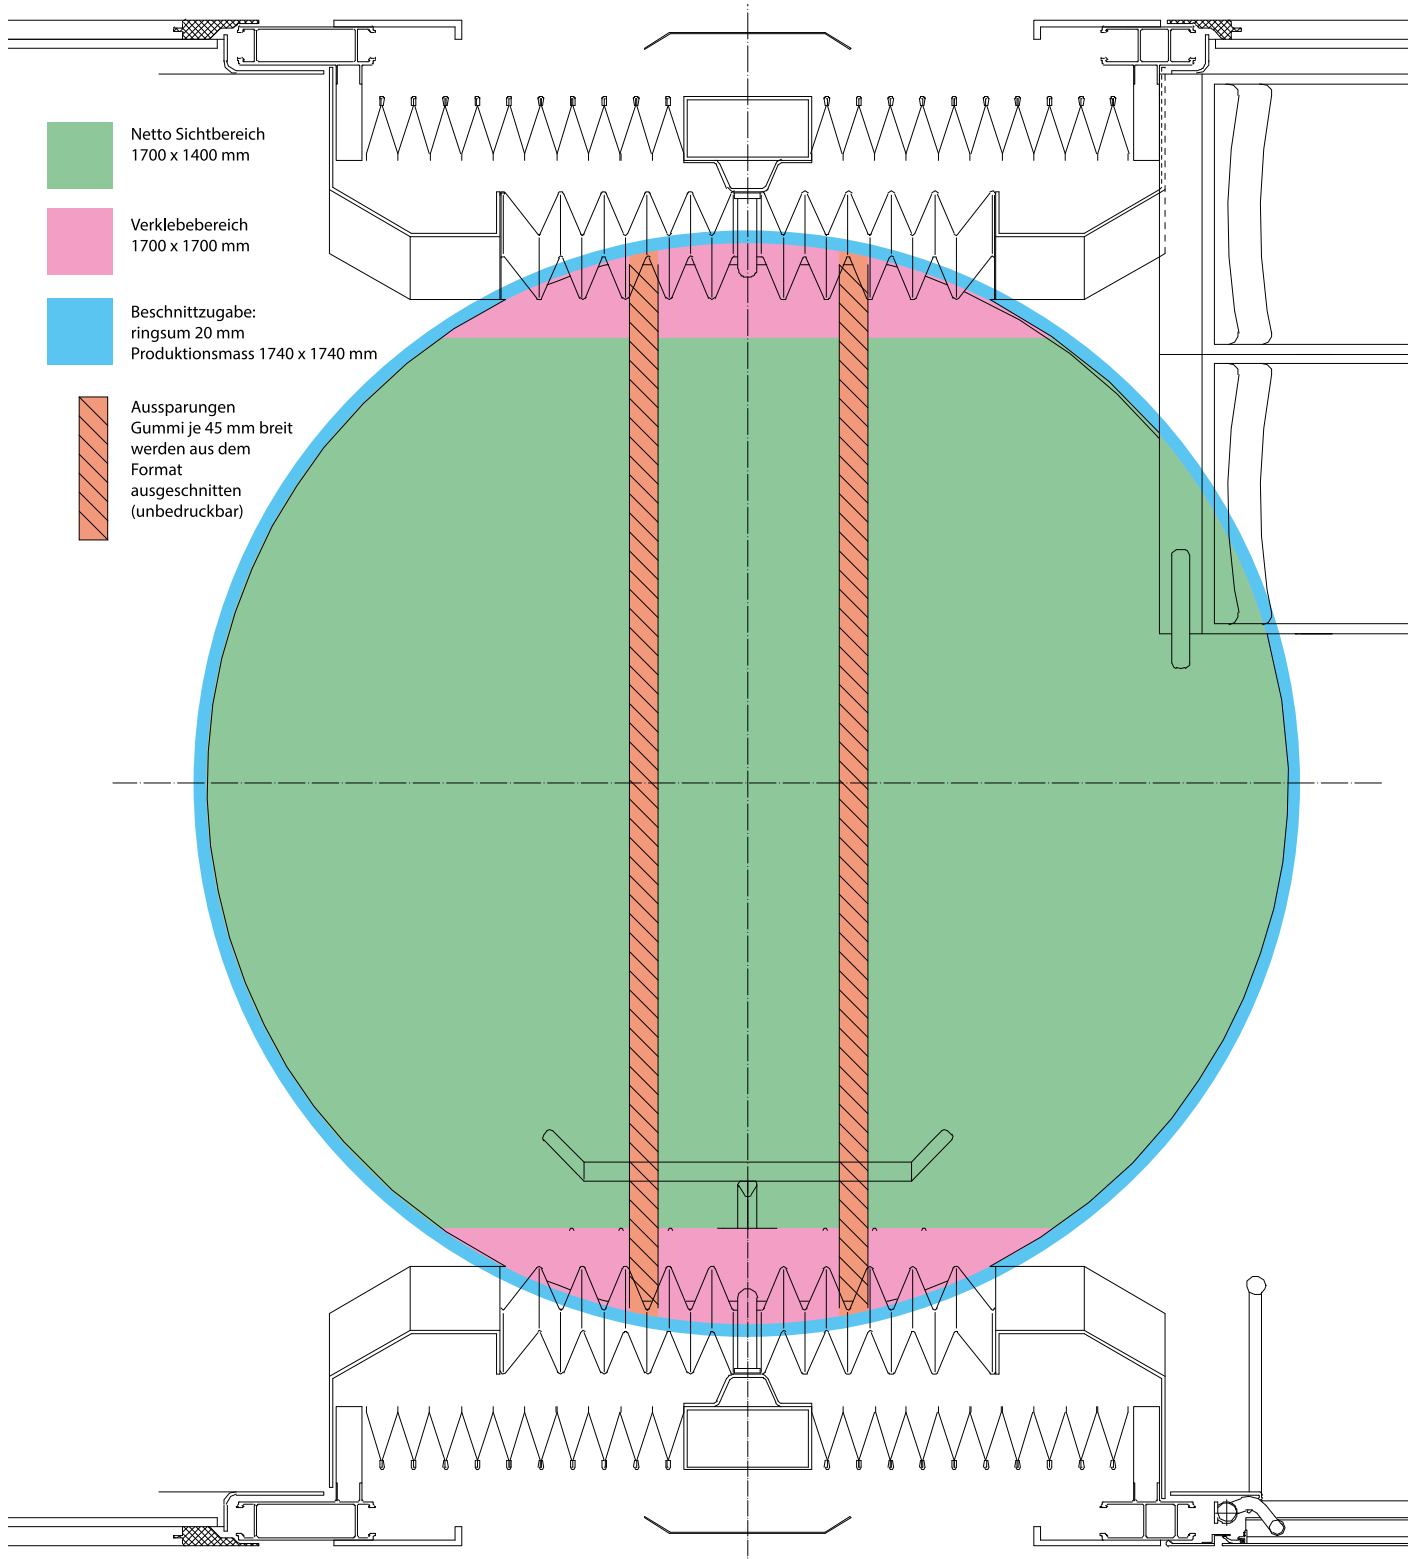 Netto Sichtbereich
1700 x 1400 mm
Verklebebereich
1700 x 1700 mm
Beschnittzugabe:
ringsum 20 mm
Produktionsmass 1740 x 1740 mm
Aussparungen
Gummi je 45 mm breit
werden aus dem
Format
ausgeschnitten
(unbedruckbar)